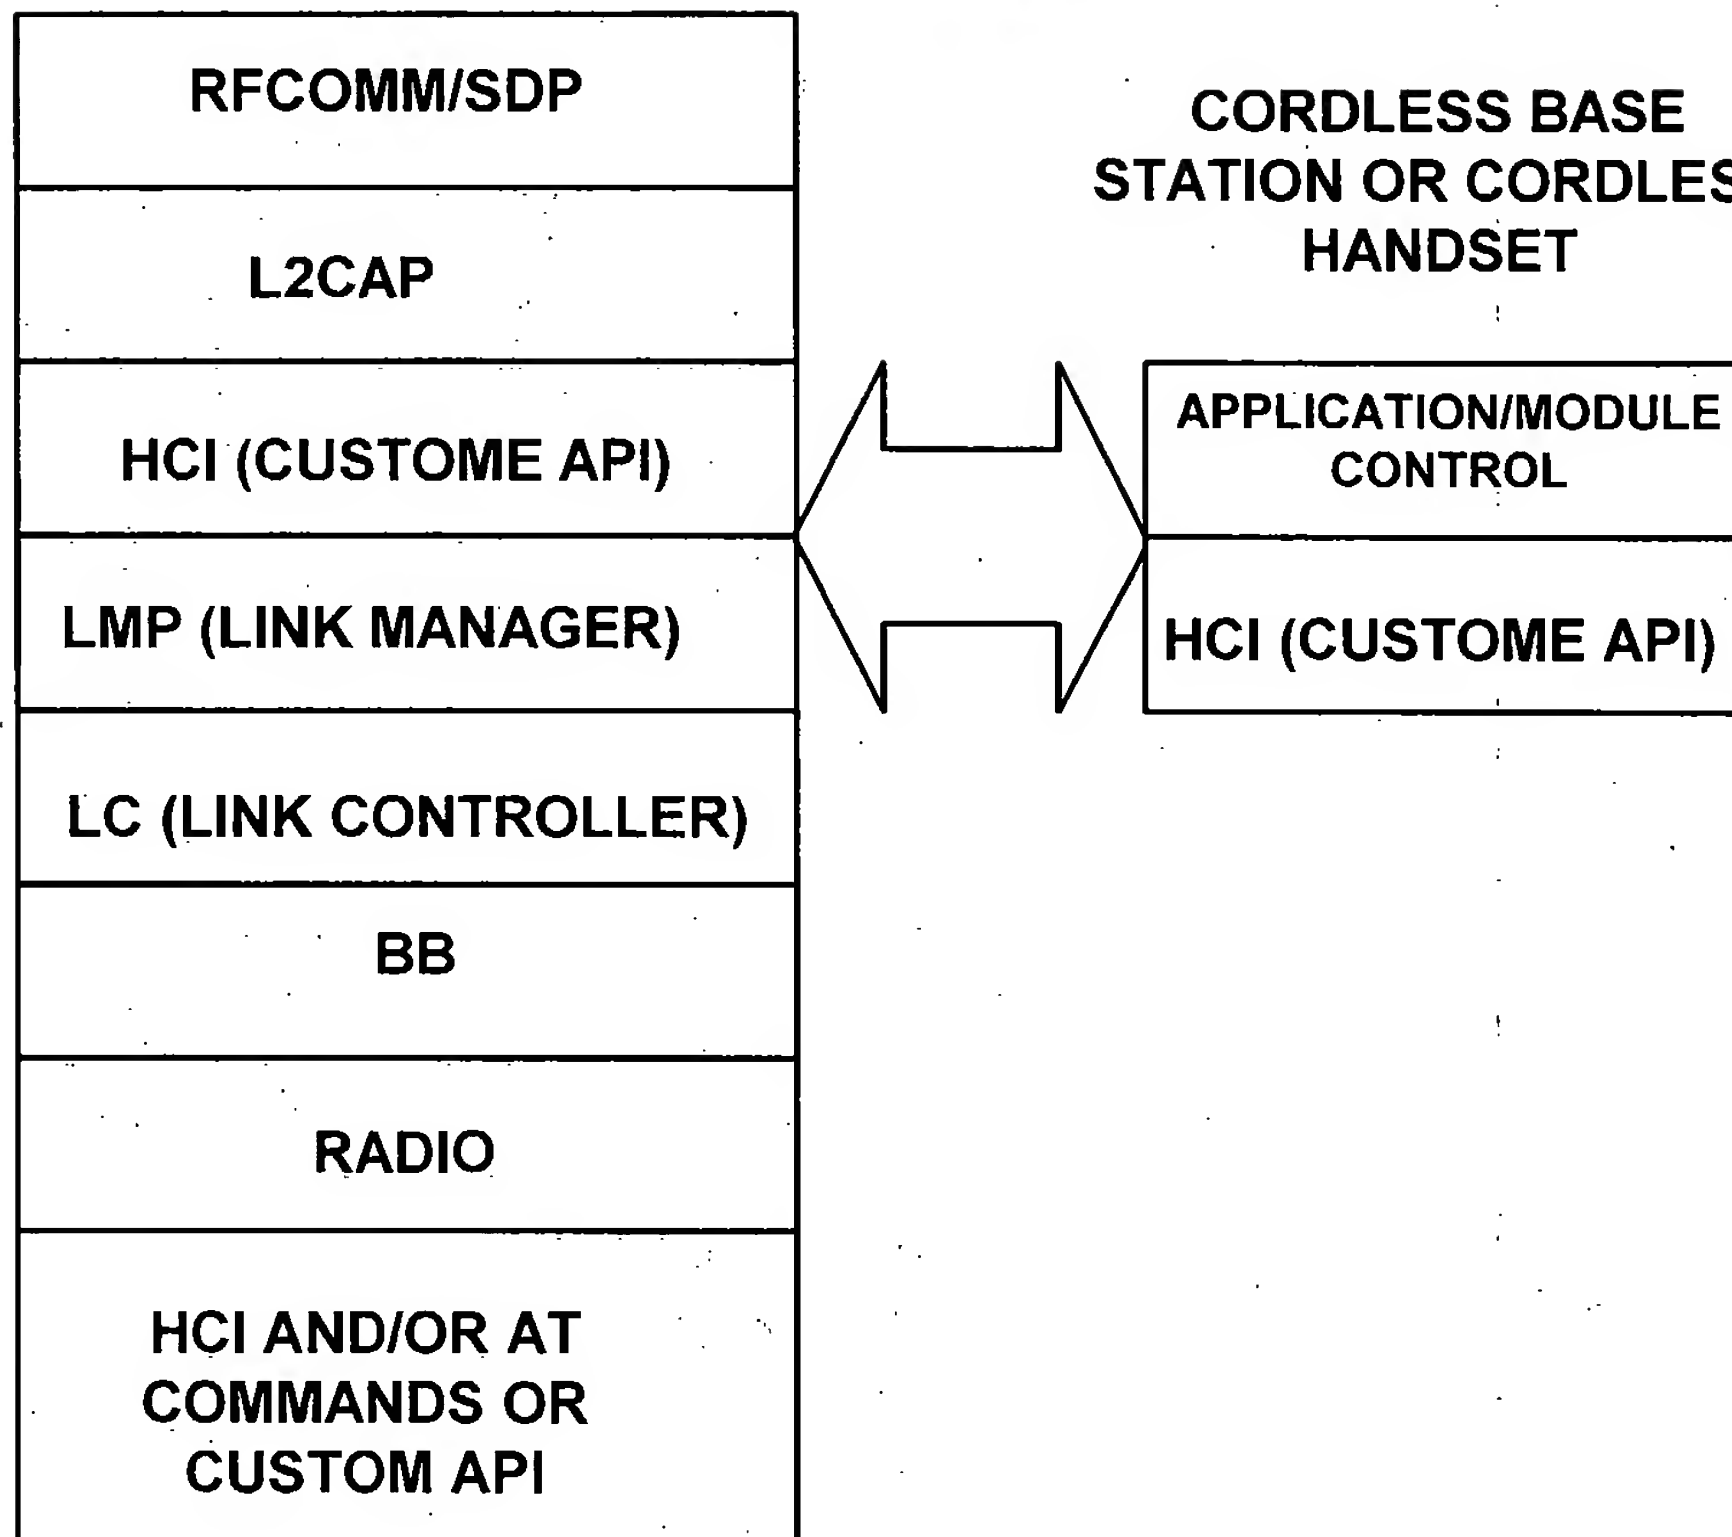 RFCOMM/SDP
L2CAP
HCI (CUSTOME API)
LMP (LINK MANAGER)
LC (LINK CONTROLLER)
BB
RADIO
HCI AND/OR AT
COMMANDS OR
CUSTOM API
CORDLESS BASE
STATION OR CORDLES
HANDSET
APPLICATION/MODULE
CONTROL
HCI (CUSTOME API)